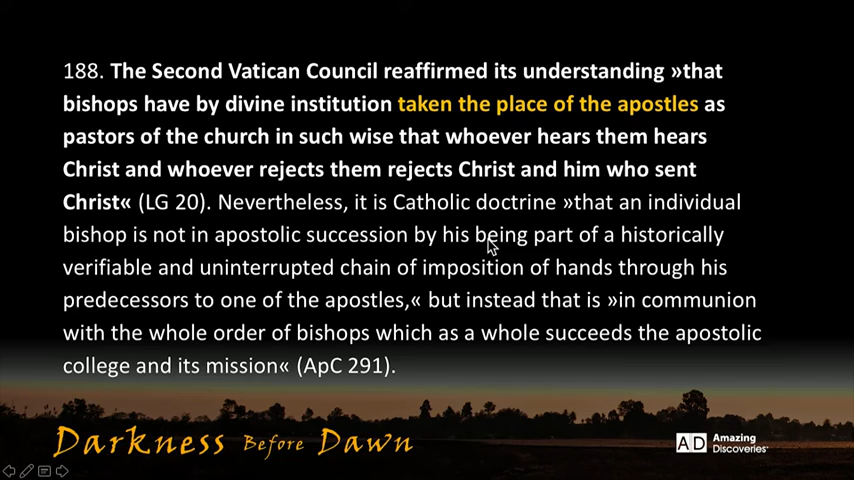 188. The Second Vatican Council reaffirmed its understanding »that
bishops have by divine institution taken the place of the apostles as
pastors of the church in such wise that whoever hears them hears
Christ and whoever rejects them rejects Christ and him who sent
Christ« (LG 20). Nevertheless, it is Catholic doctrine »that an individual
bishop is not in apostolic succession by his being part of a historically
verifiable and uninterrupted chain of imposition of hands through his
predecessors to one of the apostles,« but instead that is »in communion
with the whole order of bishops which as a whole succeeds the apostolic
college and its mission« (ApC 291).
Darkness Before Dawn
AD Amazing
Discoveries